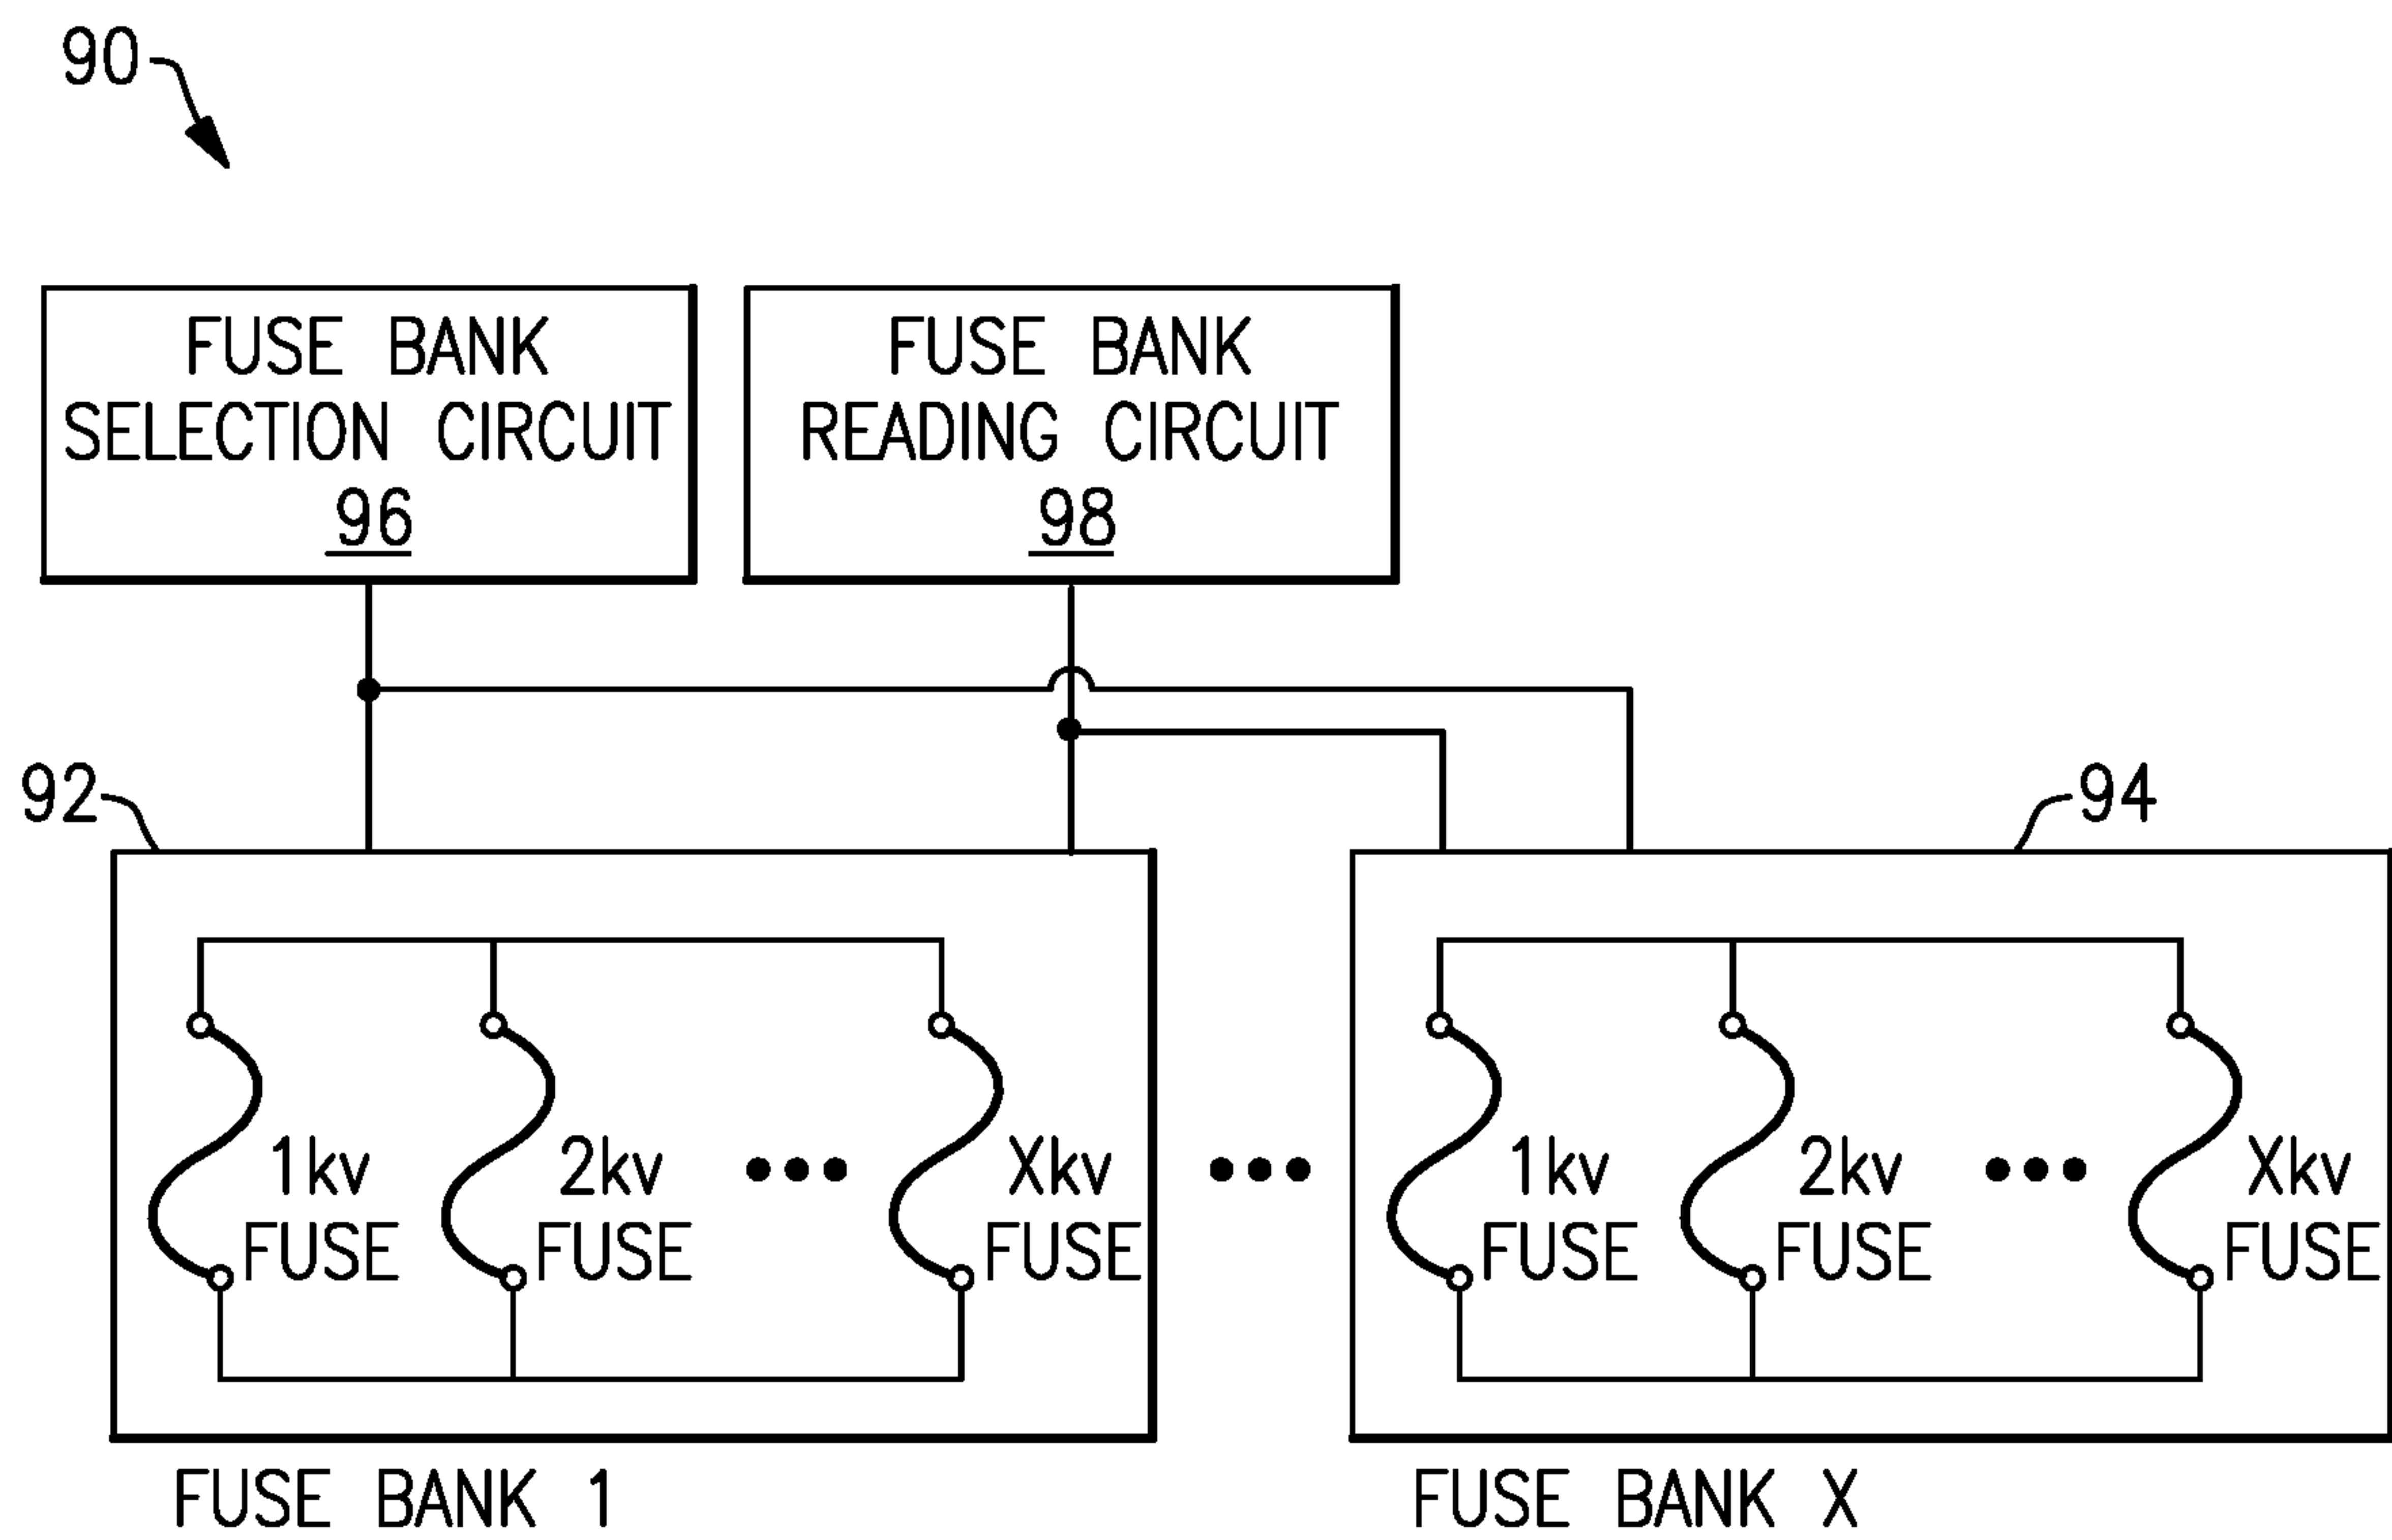 90
FUSE BANK
SELECTION CIRCUIT
96
FUSE BANK
READING CIRCUIT
98
92
94
1kv
FUSE
2kv
FUSE
Xkv
FUSE
1kv
FUSE
2kv
FUSE
Xkv
FUSE
FUSE BANK 1
FUSE BANK X